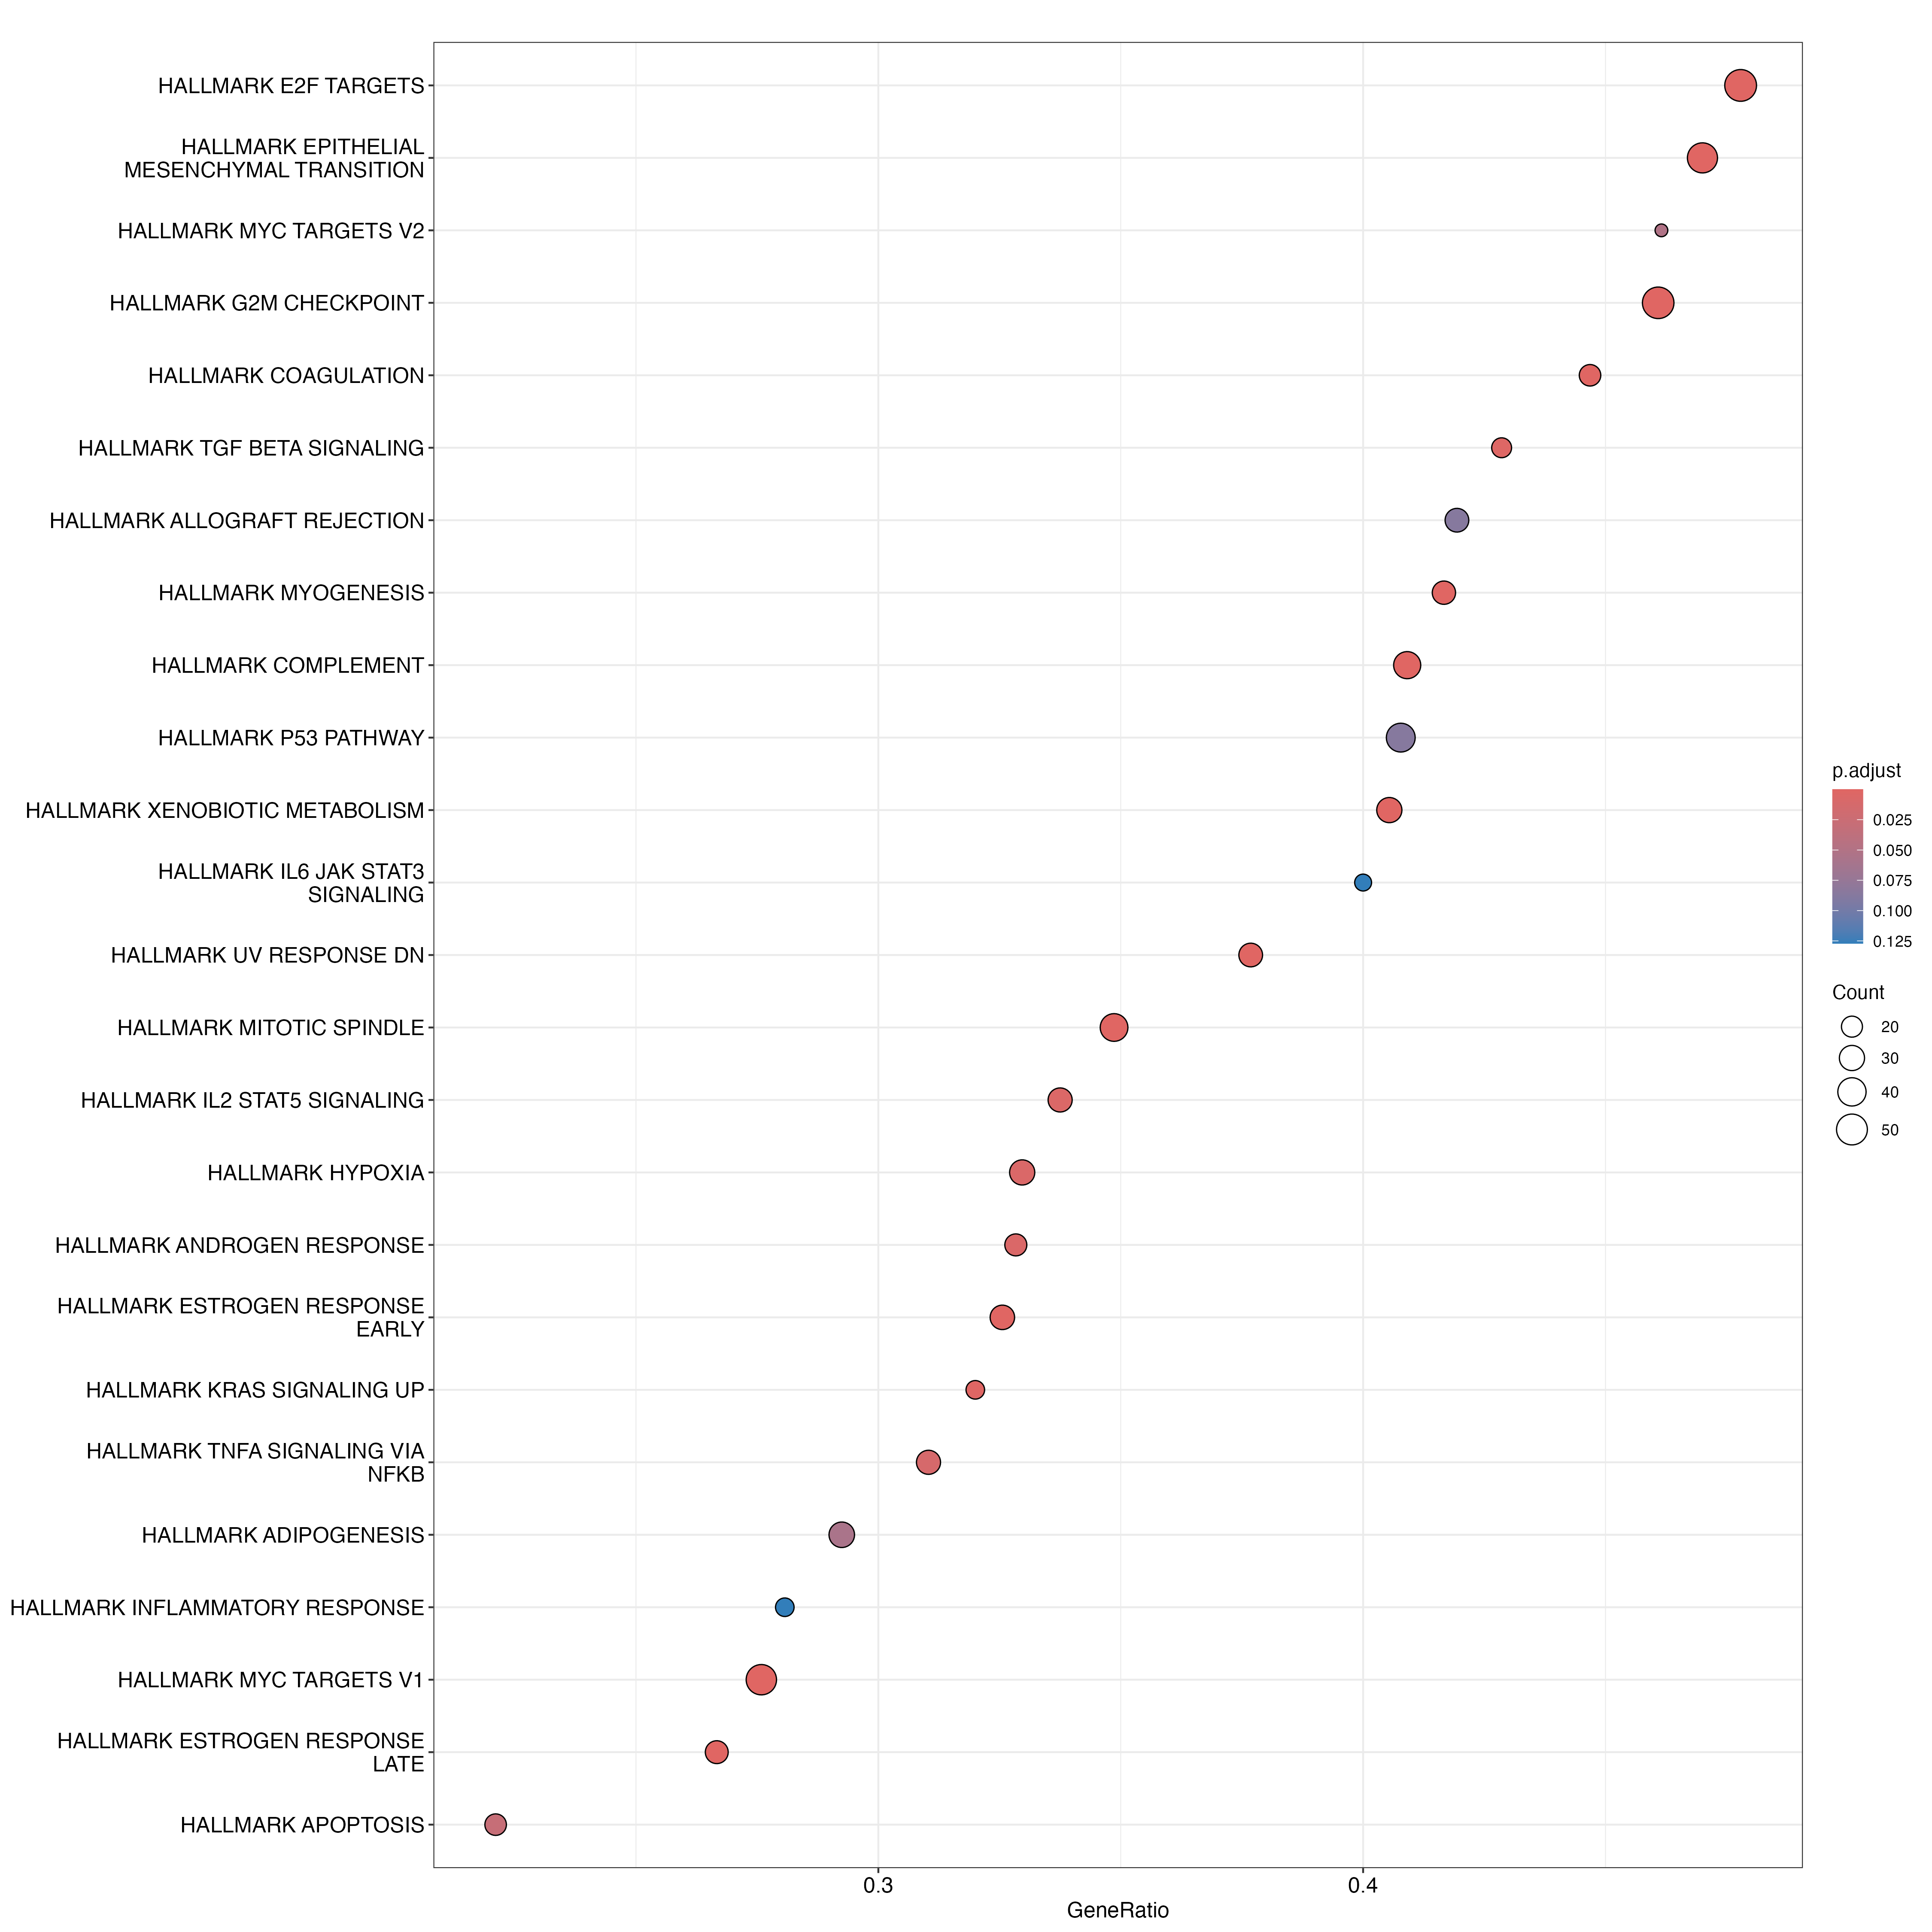 HALLMARK E2F TARGETS
HALLMARK EPITHELIAL
MESENCHYMAL TRANSITION
HALLMARK MYC TARGETS V2
HALLMARK G2M CHECKPOINT
HALLMARK COAGULATION
HALLMARK TGF BETA SIGNALING
HALLMARK ALLOGRAFT REJECTION
HALLMARK MYOGENESIS
HALLMARK COMPLEMENT
HALLMARK P53 PATHWAY
HALLMARK XENOBIOTIC METABOLISM
HALLMARK IL6 JAK STAT3
SIGNALING
HALLMARK UV RESPONSE DN
HALLMARK MITOTIC SPINDLE
HALLMARK IL2 STAT5 SIGNALING
HALLMARK HYPOXIA
HALLMARK ANDROGEN RESPONSE
HALLMARK ESTROGEN RESPONSE
EARLY
HALLMARK KRAS SIGNALING UP
HALLMARK TNFA SIGNALING VIA
NFKB
HALLMARK ADIPOGENESIS
HALLMARK INFLAMMATORY RESPONSE
HALLMARK MYC TARGETS V1
HALLMARK ESTROGEN RESPONSE
LATE
HALLMARK APOPTOSIS
0.3
0.4
GeneRatio
p.adjust
0.025
0.050
0.075
0.100
0.125
Count
20
30
40
50